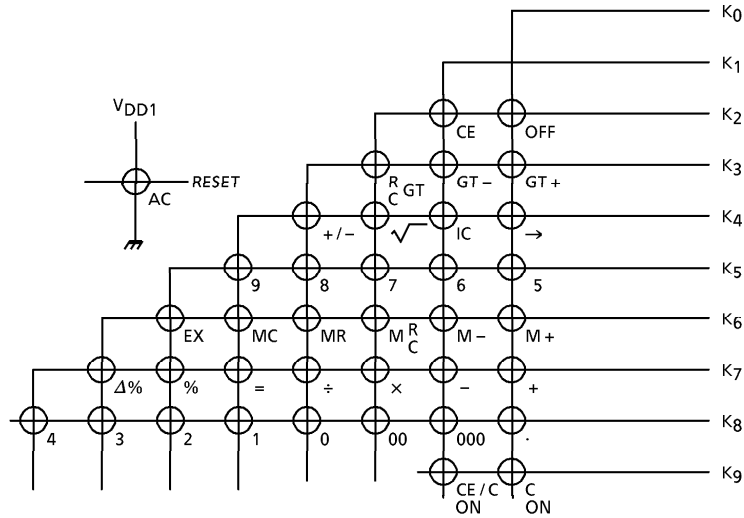 K0
K1
VDD1
CE OFF K2
RESET
AC
R C GT GT - GT + K3
+ / - √ IC → K4
9 8 7 6 5 K5
EX MC MR M R C M - M + K6
Δ% % = ÷ × - + K7
4 3 2 1 0 00 000 . K8
K9
CE / C C
ON ON